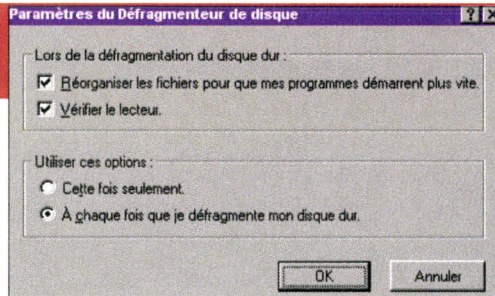 Paramètres du Défragmenteur de disque
Lors de la défragmentation du disque dur :
Réorganiser les fichiers pour que mes programmes démarrent plus vite.
Vérifier le lecteur.
Utiliser ces options :
Cette fois seulement.
À chaque fois que je défragmente mon disque dur.
OK Annuler